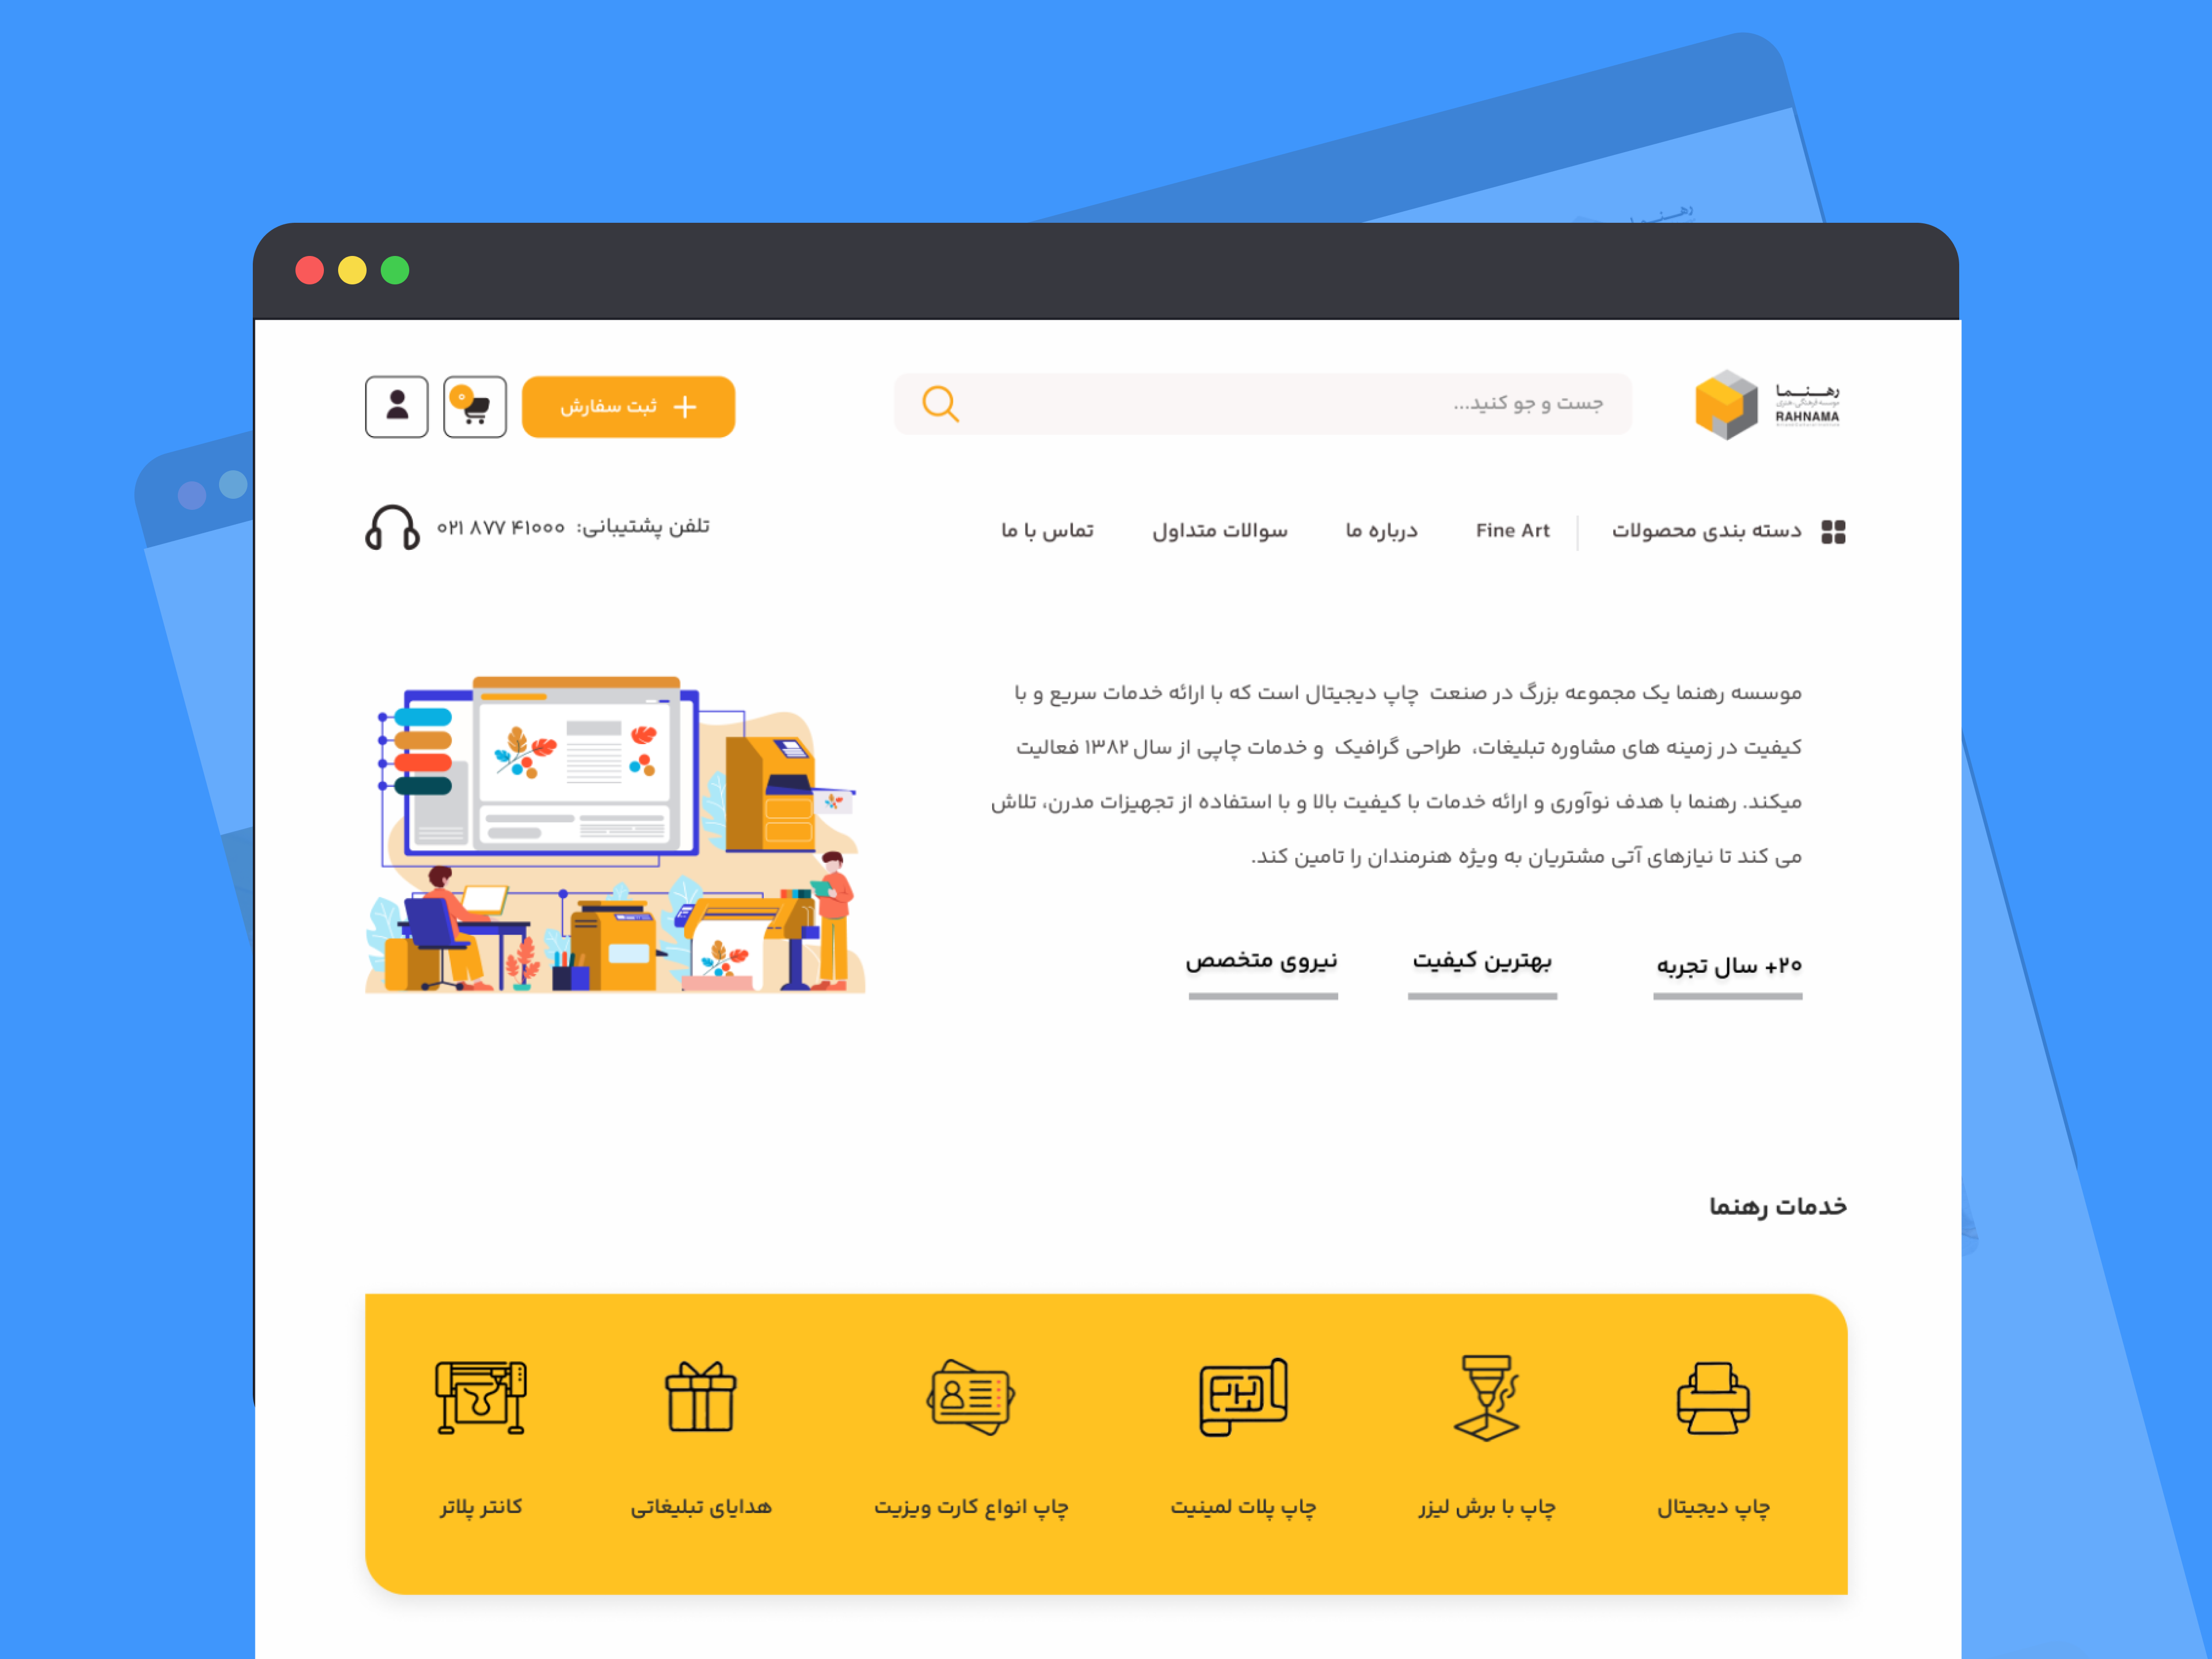 رهنما
موسسه فرهنگی هنری
RAHNAMA
جست و جو کنید...
ثبت سفارش
۰
دسته بندی محصولات
Fine Art
درباره ما
سوالات متداول
تماس با ما
تلفن پشتیبانی: ۰۲۱ ۸۷۷ ۴۱۰۰۰
موسسه رهنما یک مجموعه بزرگ در صنعت چاپ دیجیتال است که با ارائه خدمات سریع و با
کیفیت در زمینه های مشاوره تبلیغات، طراحی گرافیک و خدمات چاپی از سال ۱۳۸۲ فعالیت
میکند. رهنما با هدف نوآوری و ارائه خدمات با کیفیت بالا و با استفاده از تجهیزات مدرن، تلاش
می کند تا نیازهای آتی مشتریان به ویژه هنرمندان را تامین کند.
۲۰+ سال تجربه
بهترین کیفیت
نیروی متخصص
خدمات رهنما
چاپ دیجیتال
چاپ با برش لیزر
چاپ پلات لمینیت
چاپ انواع کارت ویزیت
هدایای تبلیغاتی
کانتر پلاتر